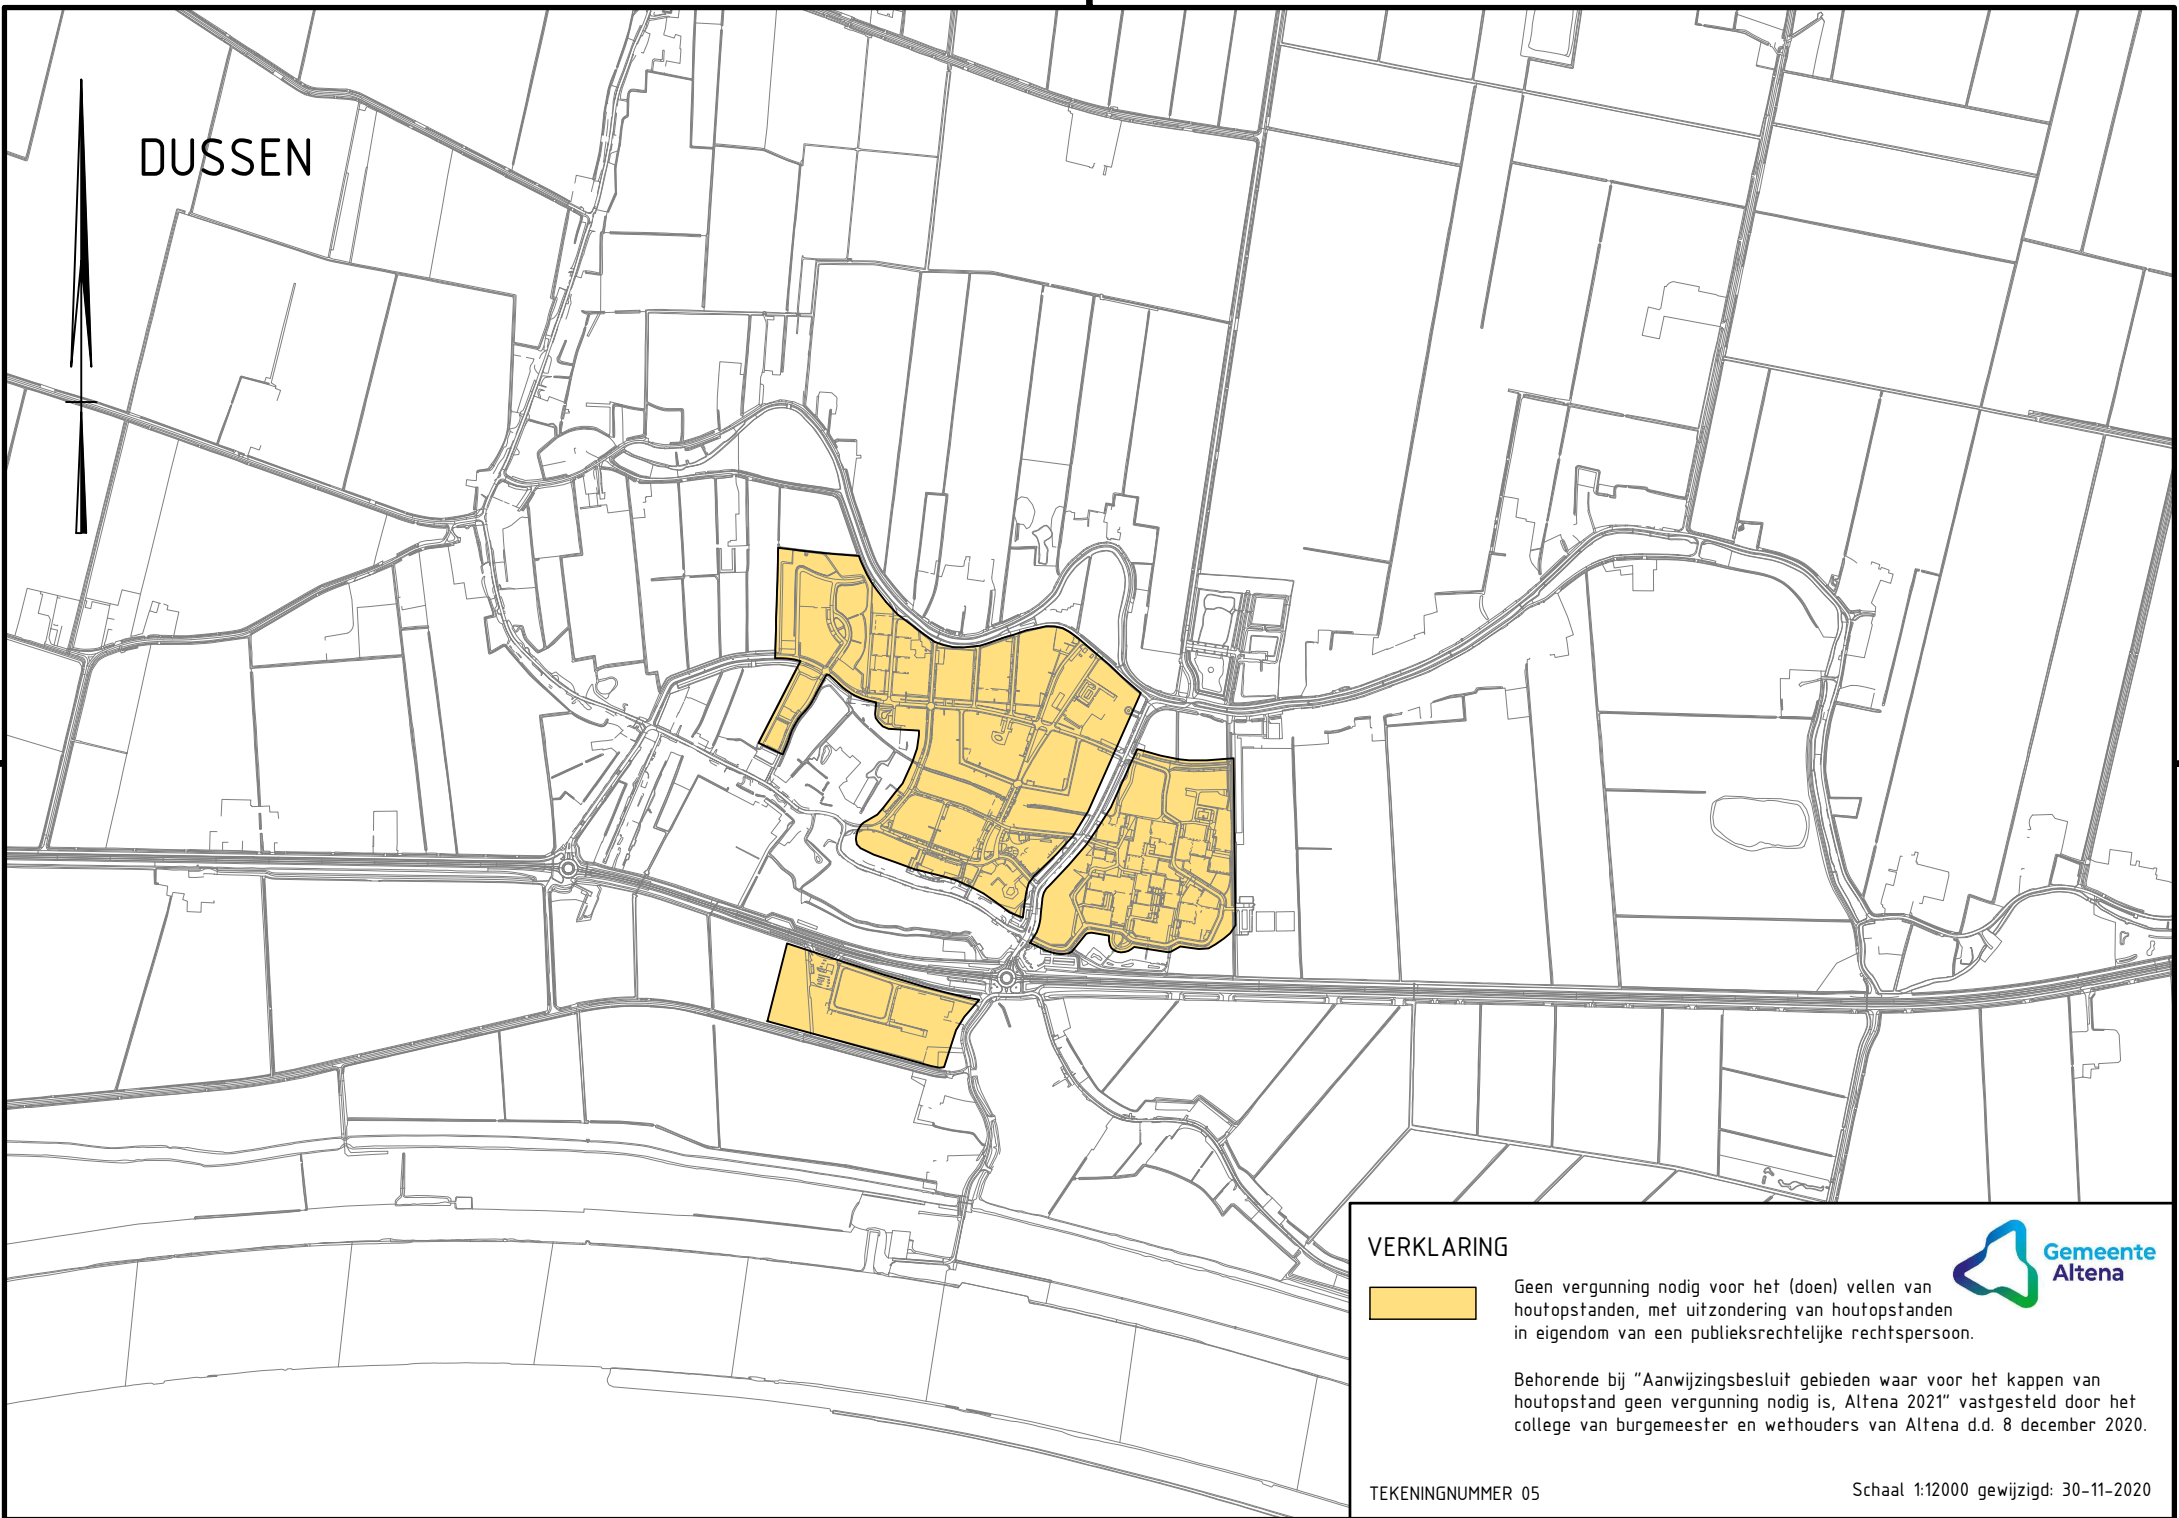 DUSSEN
VERKLARING
Gemeente
Altena
Geen vergunning nodig voor het (doen) vellen van
houtopstanden, met uitzondering van houtopstanden
in eigendom van een publieksrechtelijke rechtspersoon.
Behorende bij "Aanwijzingsbesluit gebieden waar voor het kappen van
houtopstand geen vergunning nodig is, Altena 2021" vastgesteld door het
college van burgemeester en wethouders van Altena d.d. 8 december 2020.
TEKENINGNUMMER 05
Schaal 1:12000 gewijzigd: 30-11-2020